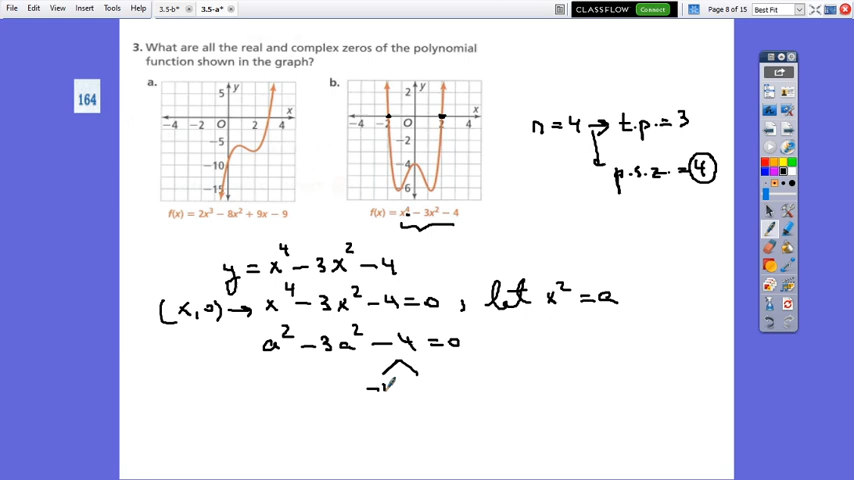 File Edit View Insert Tools Help 3.5-b* 3.5-a* CLASSFLOW Connect Page 8 of 15 Best Fit
164
3. What are all the real and complex zeros of the polynomial
function shown in the graph?
a.
5 y
x
−4 −2 O 2 4
−5
−10
−15
f(x) = 2x³ − 8x² + 9x − 9
b.
2 y
x
−4 −2 O 2 4
−2
−4
−6
f(x) = x⁴ − 3x² − 4
n = 4 → t.p. = 3
p.s.z. = 4
y = x⁴ − 3x² − 4
(x, 0) → x⁴ − 3x² − 4 = 0 , let x² = a
a² − 3a² − 4 = 0